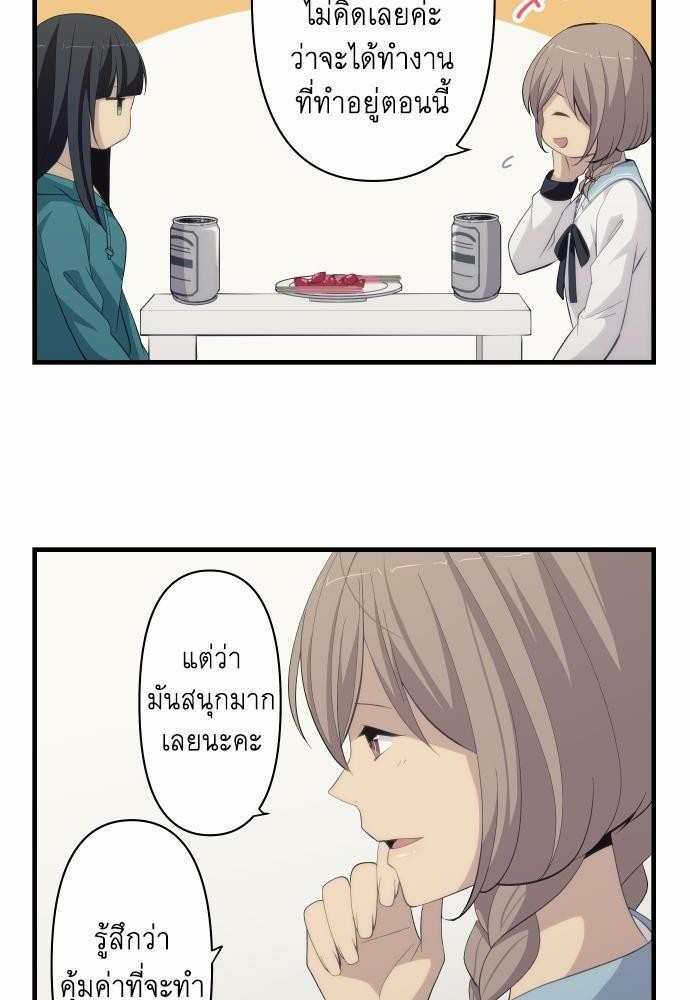 ไม่คิดเลยค่ะ
ว่าจะได้ทำงาน
ที่ทำอยู่ตอนนี้
แต่ว่า
มันสนุกมาก
เลยนะคะ
รู้สึกว่า
คุ้มค่าที่จะทำ